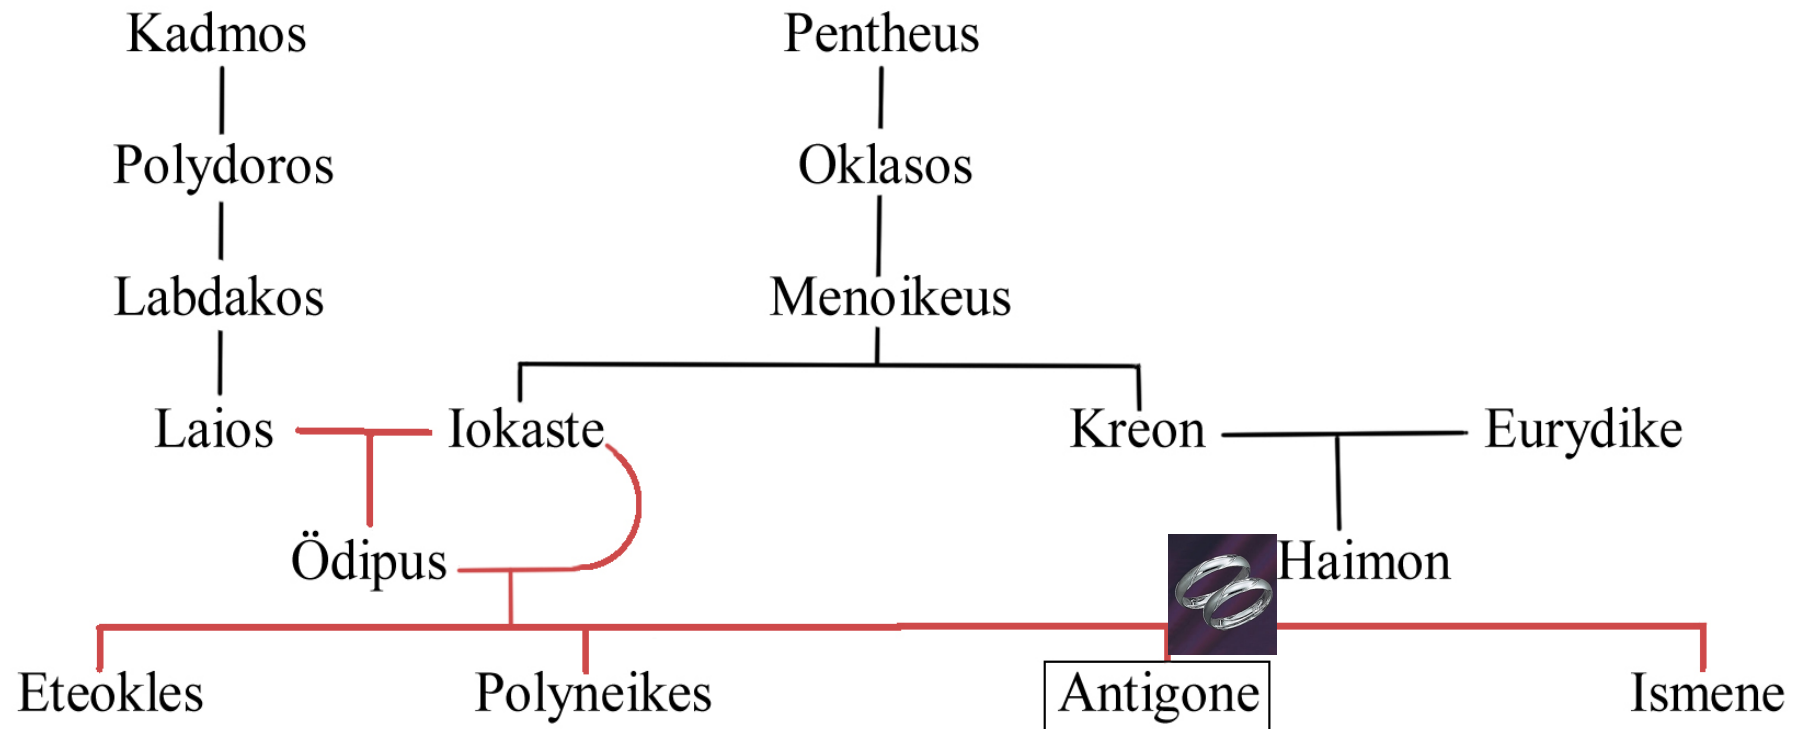 Kadmos
Pentheus
Polydoros
Oklasos
Labdakos
Menoikeus
Laios
Iokaste
Kreon
Eurydike
Ödipus
Haimon
Eteokles
Polyneikes
Antigone
Ismene